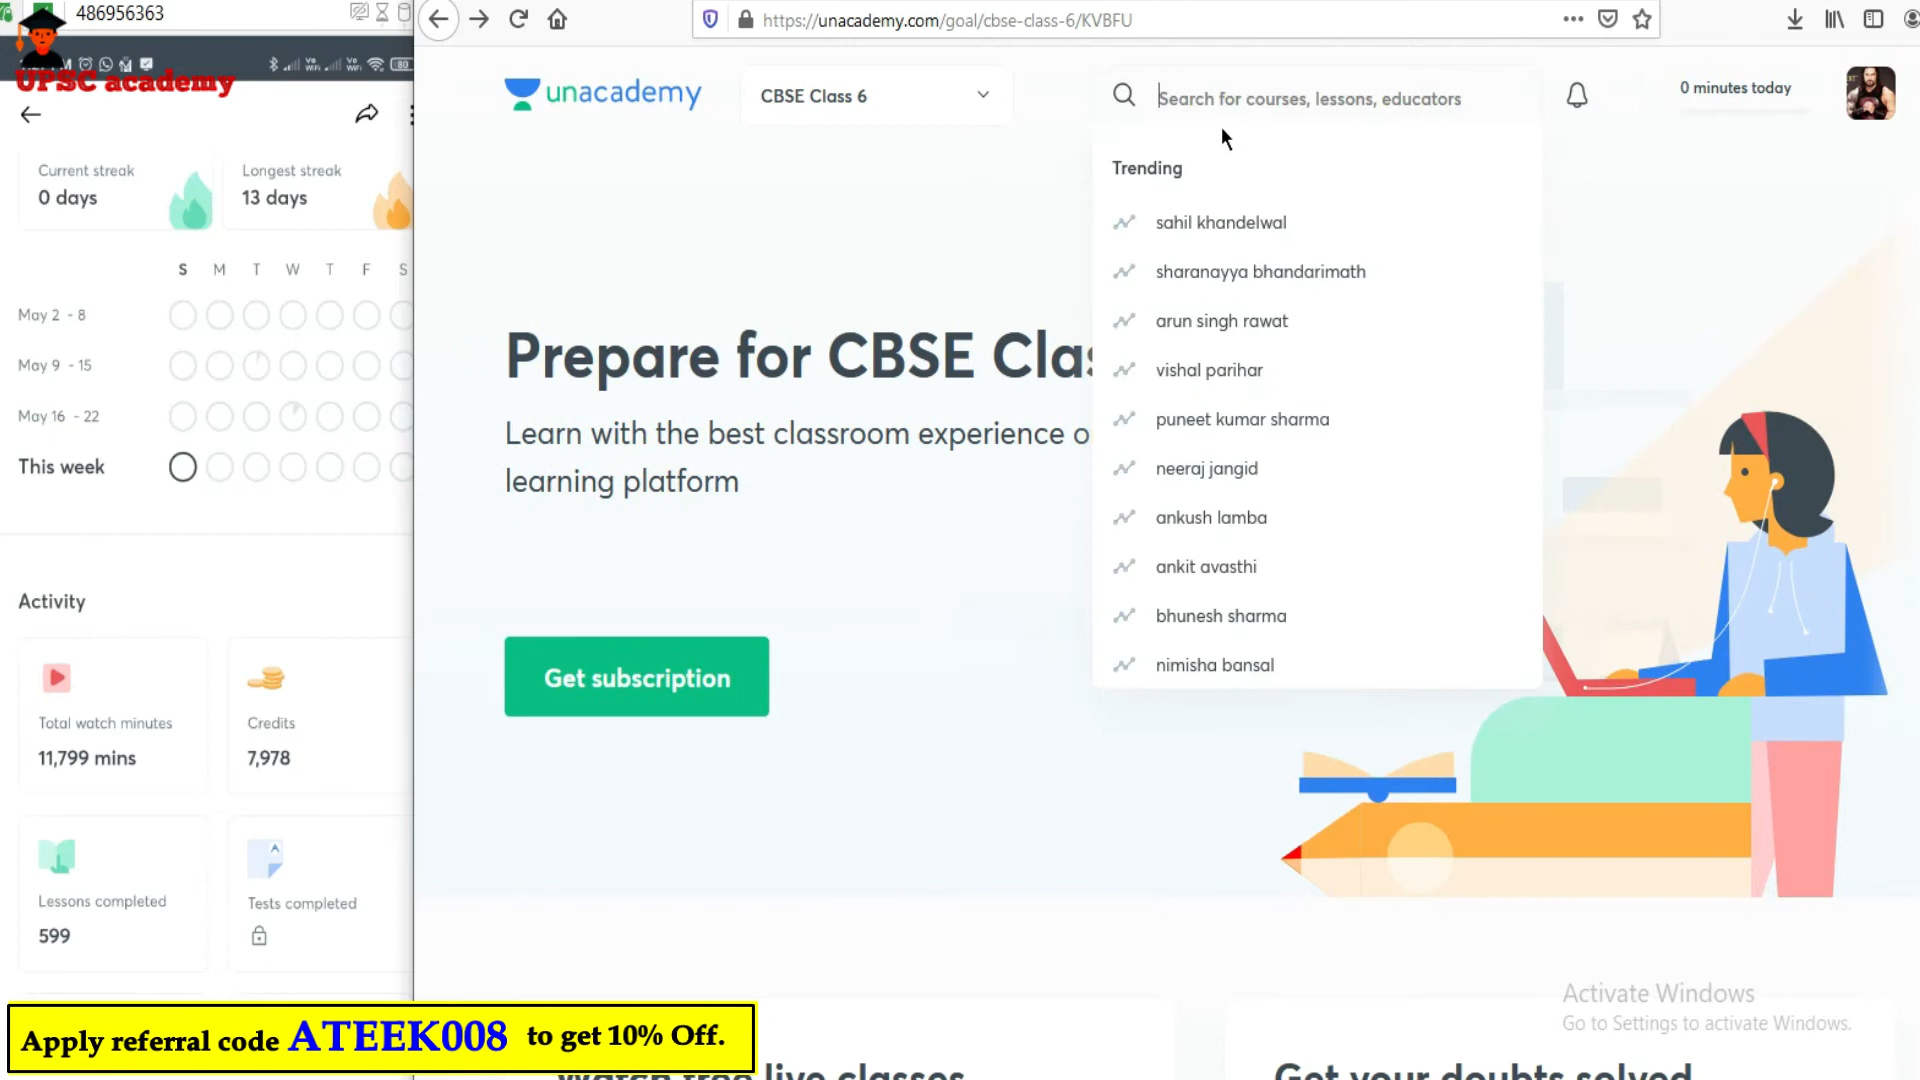 486956363
UPSC academy
80
Current streak
0 days
Longest streak
13 days
S M T W T F S
May 2 - 8
May 9 - 15
May 16 - 22
This week
Activity
Total watch minutes
11,799 mins
Credits
7,978
Lessons completed
599
Tests completed
Apply referral code ATEEK008 to get 10% Off.
https://unacademy.com/goal/cbse-class-6/KVBFU
unacademy
CBSE Class 6
Search for courses, lessons, educators
0 minutes today
Trending
sahil khandelwal
sharanayya bhandarimath
arun singh rawat
vishal parihar
puneet kumar sharma
neeraj jangid
ankush lamba
ankit avasthi
bhunesh sharma
nimisha bansal
Prepare for CBSE Clas
Learn with the best classroom experience o
learning platform
Get subscription
Activate Windows
Go to Settings to activate Windows.
Watch free live classes
Get your doubts solved